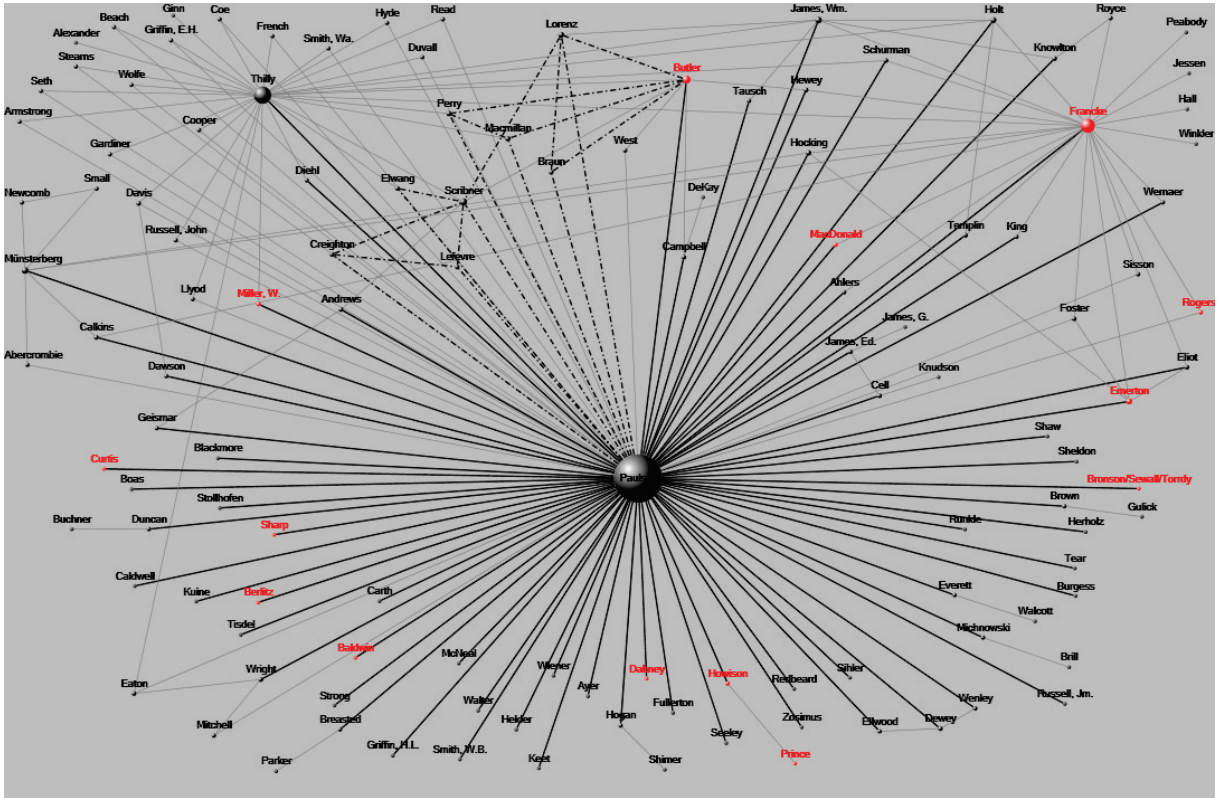 Ginn
Coe
Beach
Griffin, E.H.
Alexander
French
Hyde
Read
Lorenz
James, Wm.
Holt
Royce
Peabody
Stearns
Smith, Wa.
Duvall
Schurman
Knowlton
Seth
Wolfe
Thilly
Butler
Hewey
Jessen
Armstrong
Cooper
Perry
Macmillan
Tausch
Francke
Hall
Winkler
Gardiner
Diehl
Elwang
Scribner
Braun
West
Hocking
Newcomb
Small
Davis
DeKay
Wernaer
Russell, John
Creighton
Lefevre
Campbell
MacDonald
Tamplin
King
Münsterberg
Sisson
Llyod
Miller, W.
Andrews
Ahlers
Foster
Rogers
Calkins
James, G.
James, Ed.
Abercrombie
Dawson
Knudson
Eliot
Cell
Emerton
Geismar
Shaw
Blackmore
Curtis
Sheldon
Boas
Paulsen
Bronson/Sewall/Torrdy
Stollhofen
Brown
Gulick
Buchner
Duncan
Sharp
Runkle
Herholz
Tear
Caldwell
Kuine
Berlitz
Carth
Everett
Burgess
Tisdel
Walcott
Michnowski
Baldwin
McNeal
Wright
Wiener
Dabney
Howison
Redbeard
Sihler
Brill
Eaton
Strong
Walter
Ayer
Fullerton
Wenley
Russell, Jm.
Mitchell
Breasted
Helder
Hogan
Seeley
Zosimus
Ellwood
Dewey
Griffin, H.L.
Smith, W.B.
Keet
Shimer
Prince
Parker